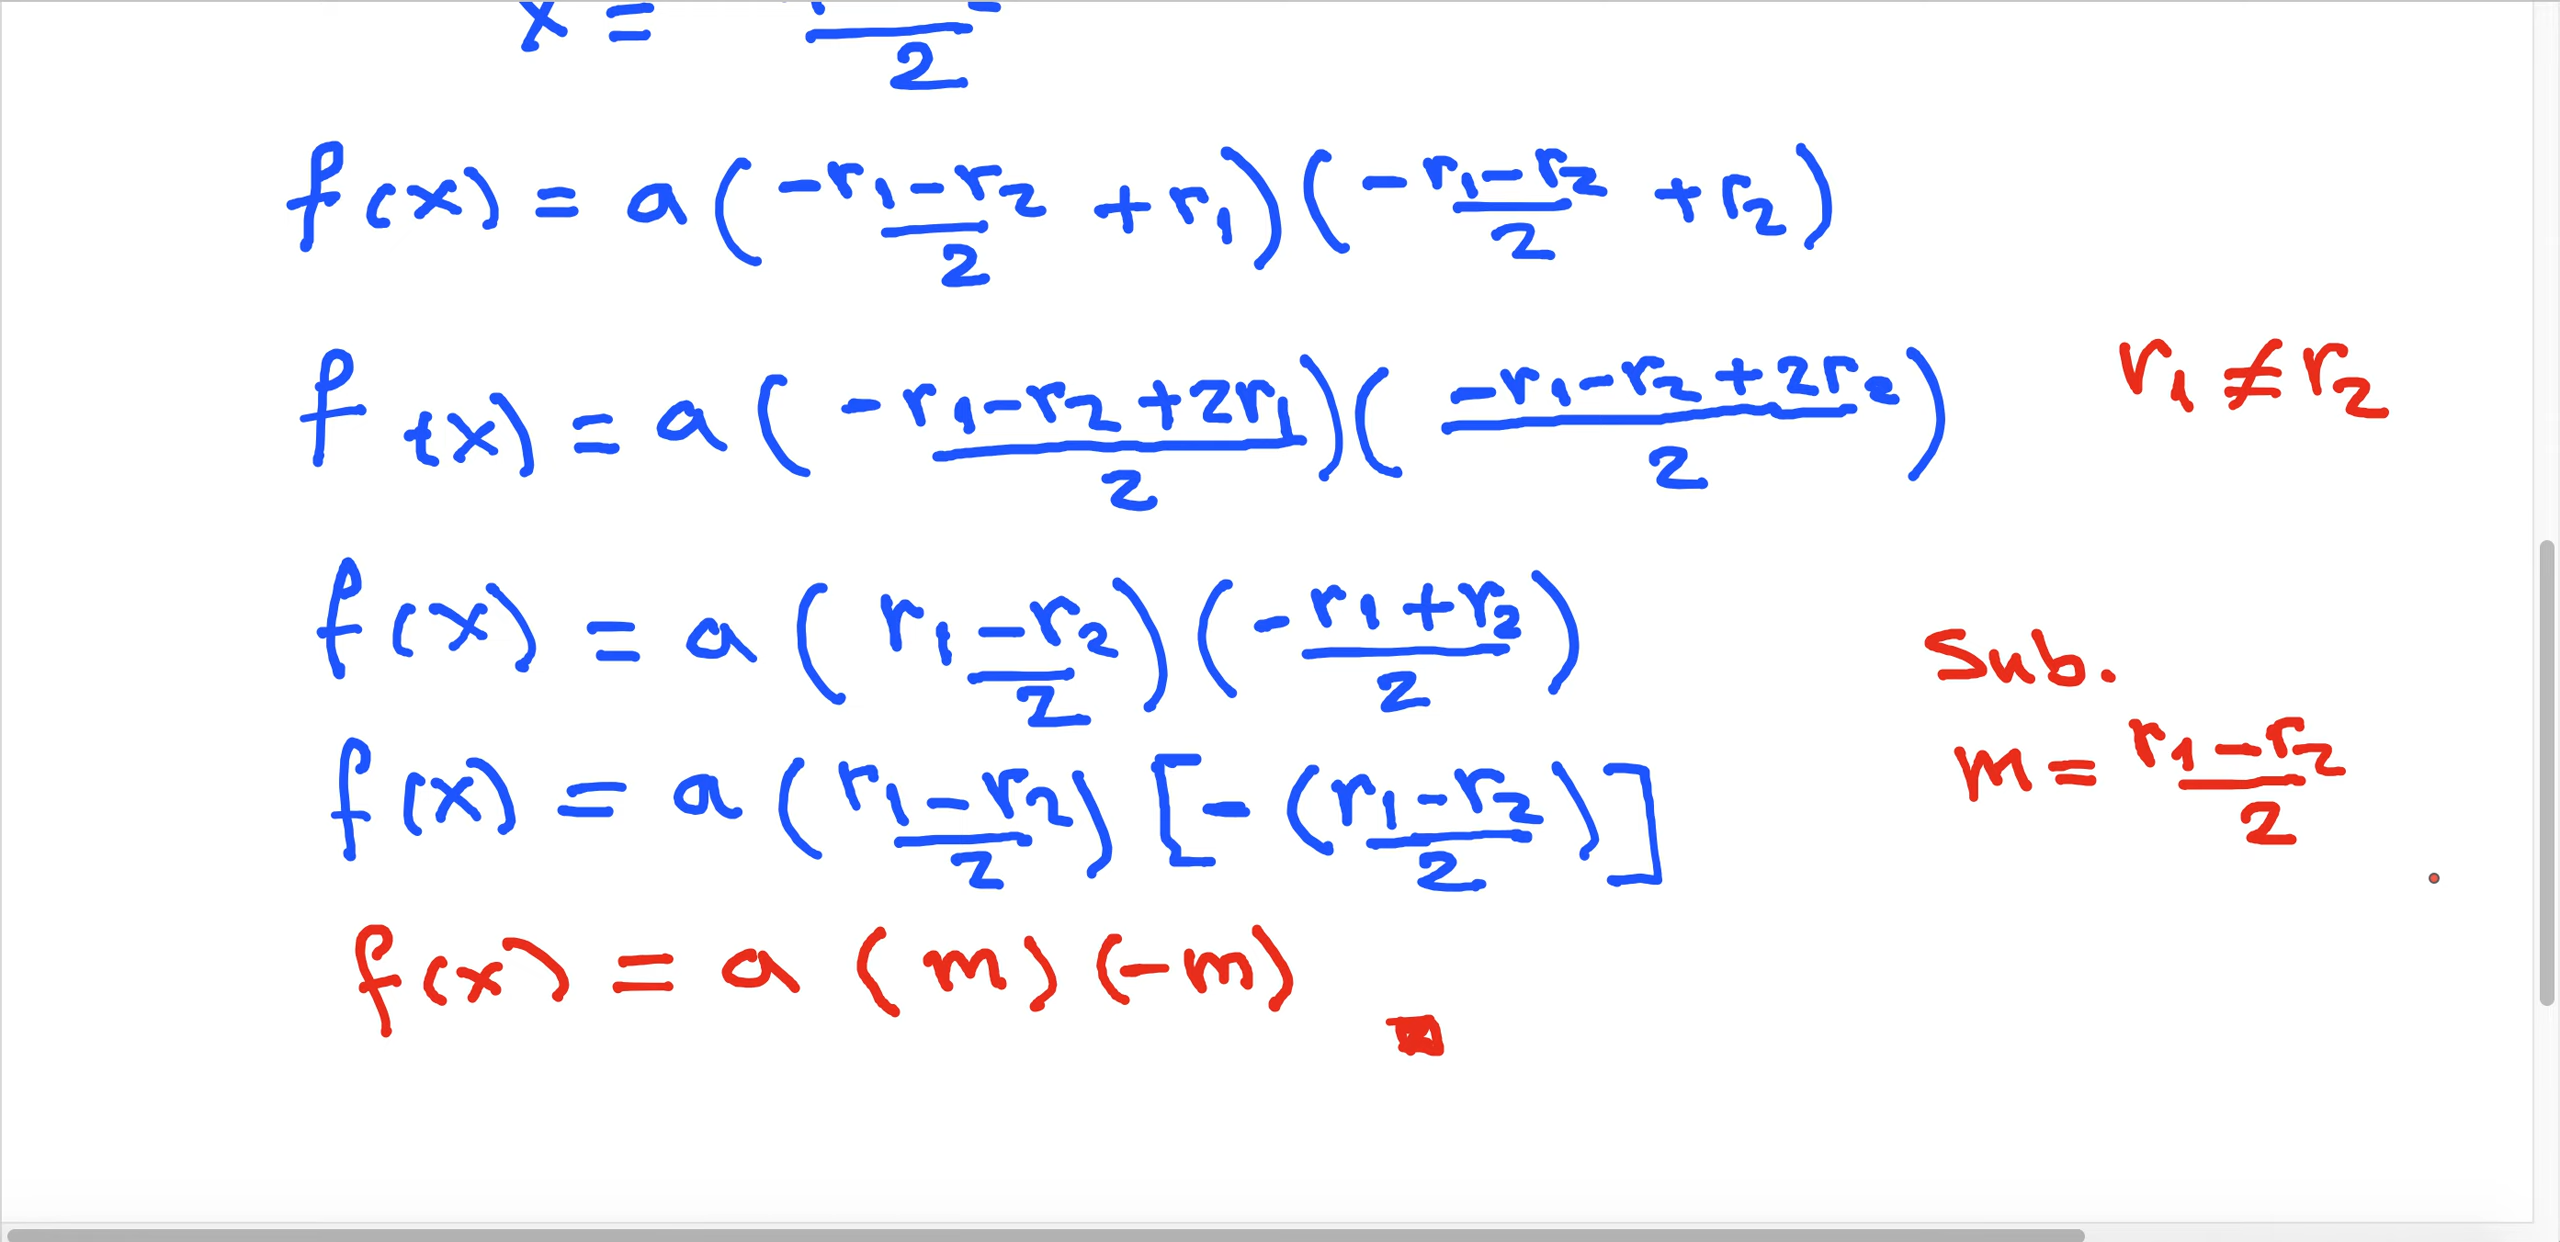 x = 2
f(x) = a((-r₁-r₂)/2 + r₁)((-r₁-r₂)/2 + r₂)
f(x) = a((-r₁-r₂+2r₁)/2)((-r₁-r₂+2r₂)/2)
r₁ ≠ r₂
f(x) = a((r₁-r₂)/2)((-r₁+r₂)/2)
f(x) = a((r₁-r₂)/2)[-((r₁-r₂)/2)]
Sub.
m = (r₁-r₂)/2
f(x) = a(m)(-m)